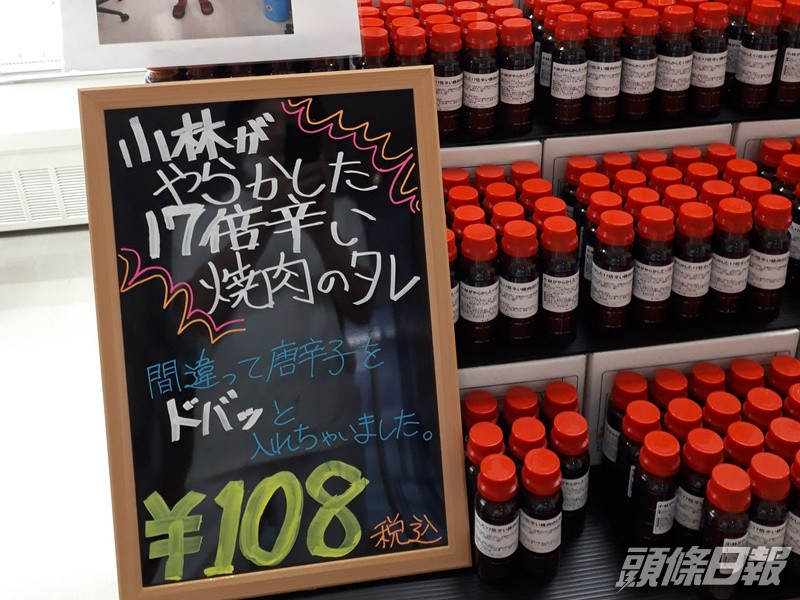 小林が
やらかした
17倍辛い
焼肉のタレ
間違って唐辛子を
ドバッと
入れちゃいました。
¥108 税込
頭條日報